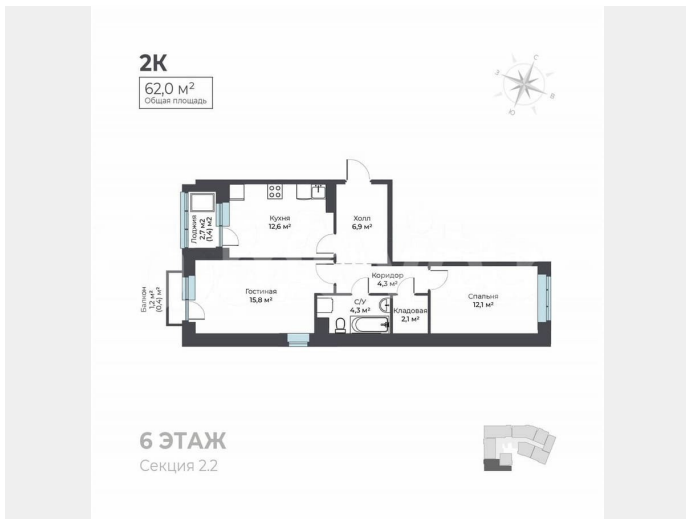 2К
62,0 м²
Общая площадь
С
З
В
Ю
Лоджия
2,7 м2
(1,4) м2
Кухня
12,6 м²
Холл
6,9 м²
Балкон
1,2 м²
(0,4) м²
Гостиная
15,8 м²
Коридор
4,3 м²
С/У
4,3 м²
Кладовая
2,1 м²
Спальня
12,1 м²
6 ЭТАЖ
Секция 2.2